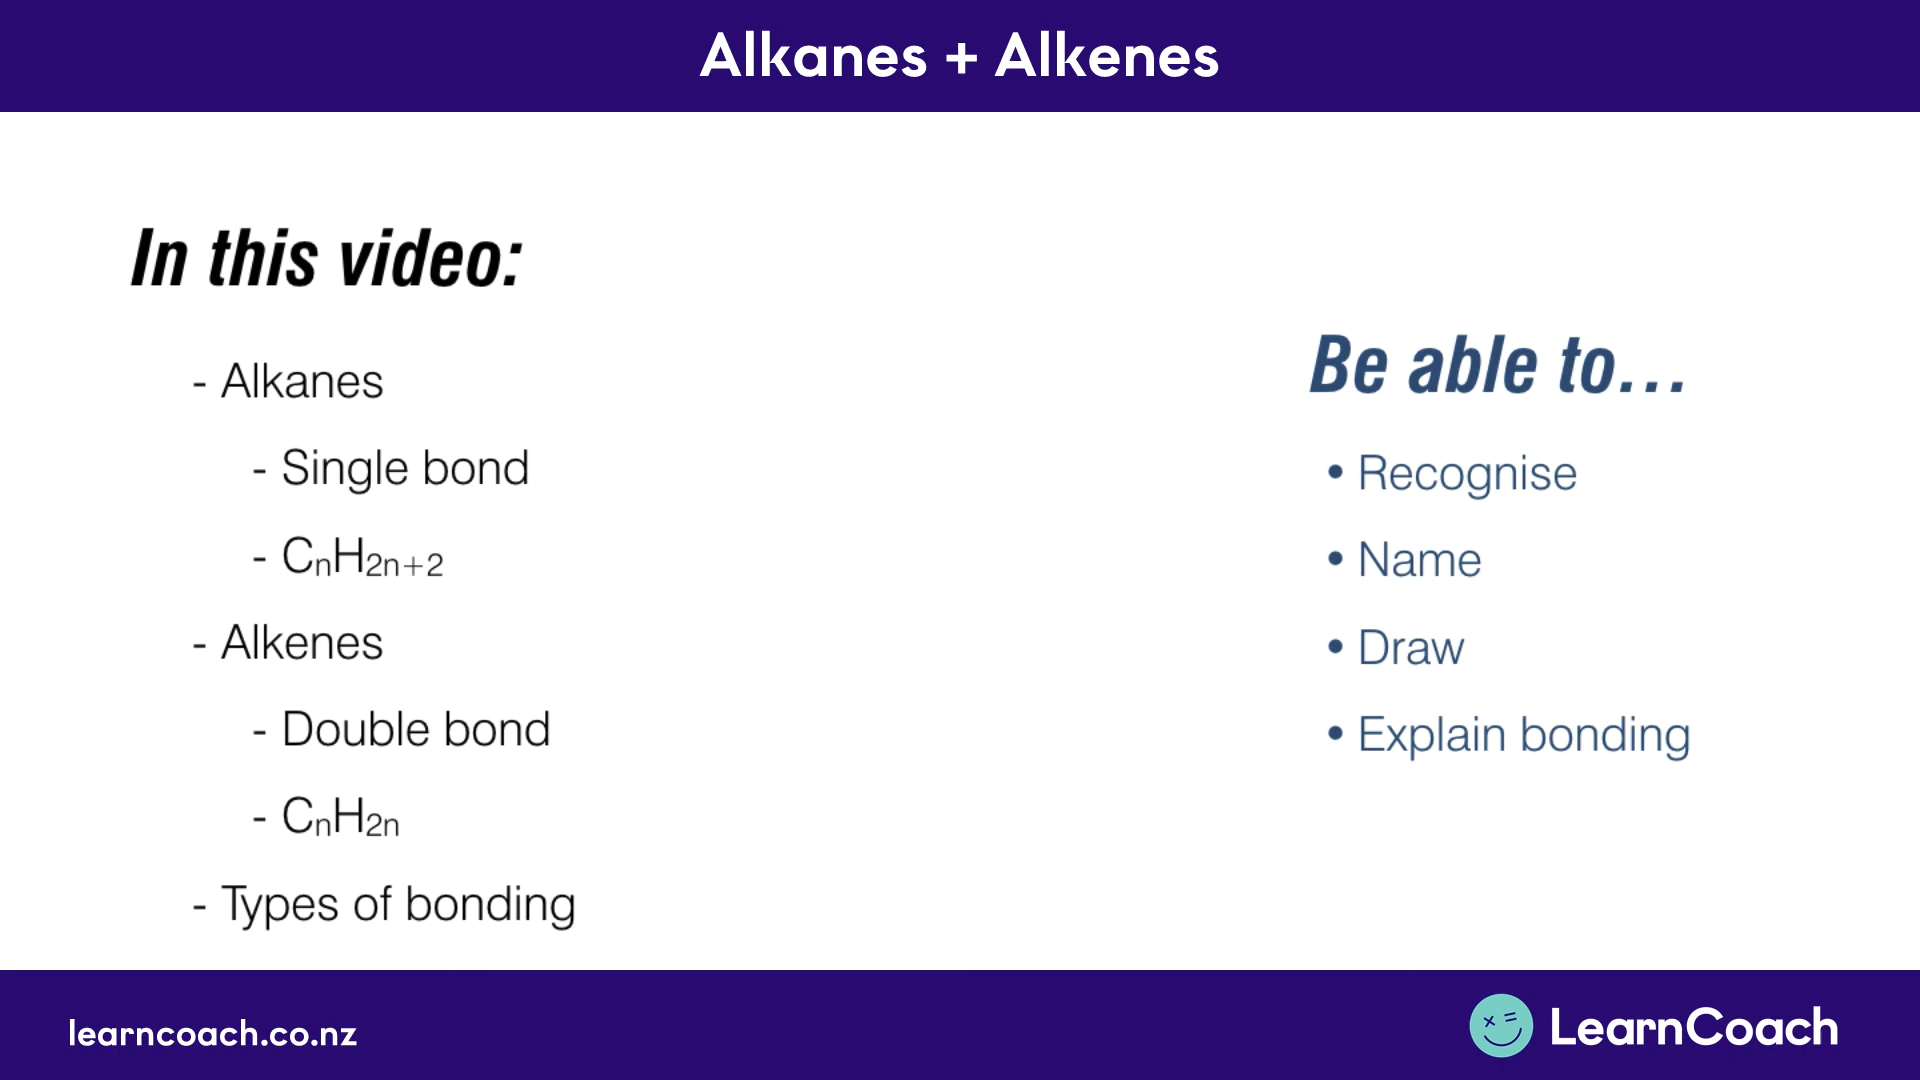 Alkanes + Alkenes
In this video:
- Alkanes
- Single bond
- CₙH₂ₙ₊₂
- Alkenes
- Double bond
- CₙH₂ₙ
- Types of bonding
Be able to...
• Recognise
• Name
• Draw
• Explain bonding
learncoach.co.nz
LearnCoach